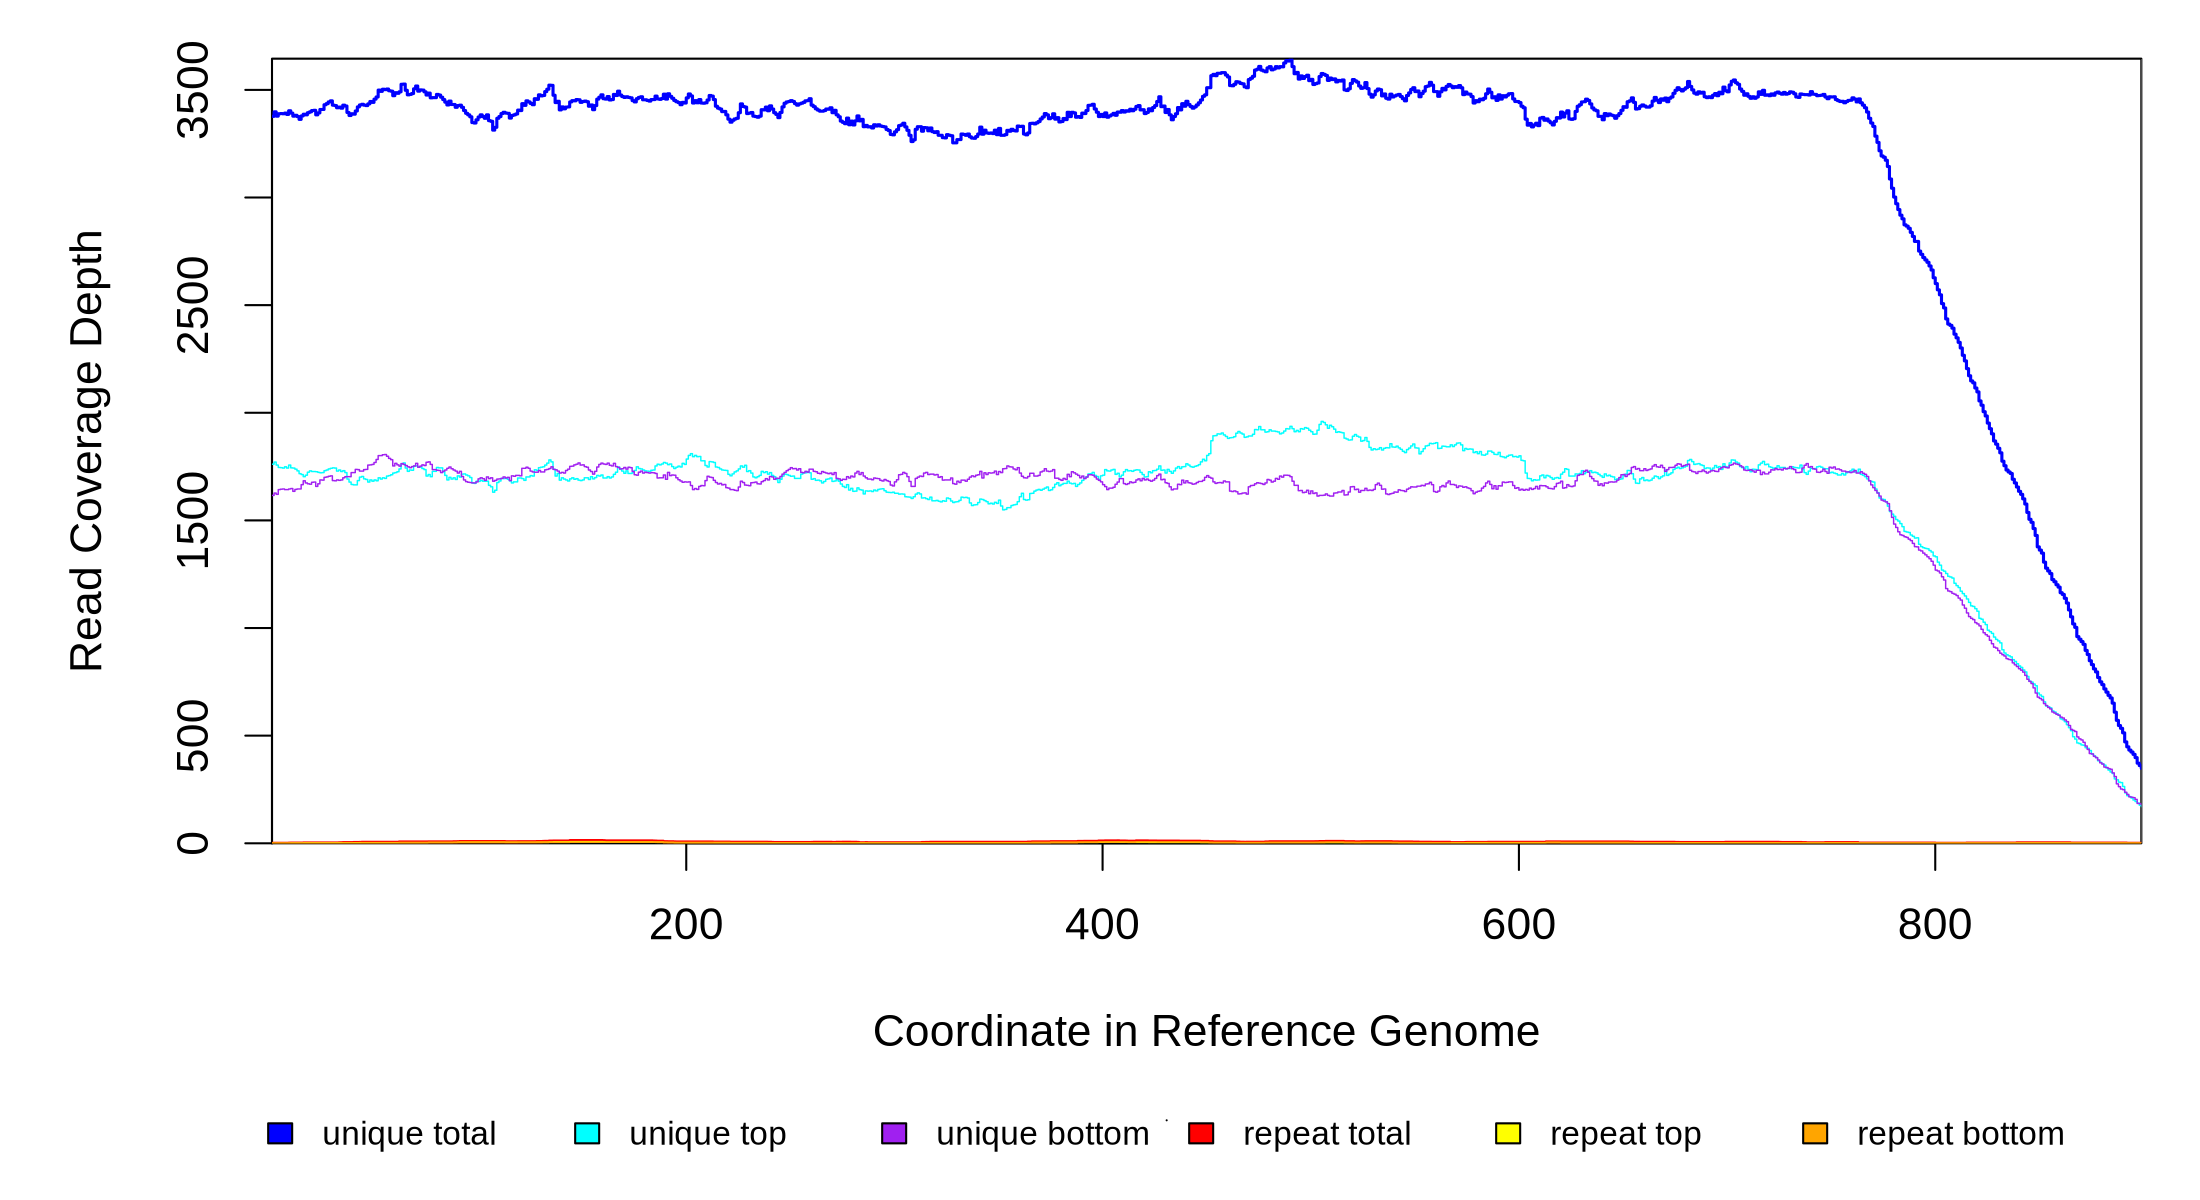 3500
2500
1500
500
0
Read Coverage Depth
200 400 600 800
Coordinate in Reference Genome
unique total unique top unique bottom repeat total repeat top repeat bottom